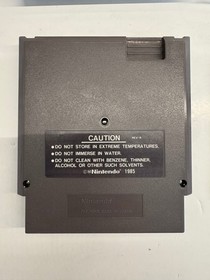 CAUTION
● DO NOT STORE IN EXTREME TEMPERATURES.
● DO NOT IMMERSE IN WATER.
● DO NOT CLEAN WITH BENZENE, THINNER,
ALCOHOL OR OTHER SUCH SOLVENTS.
©Nintendo 1985